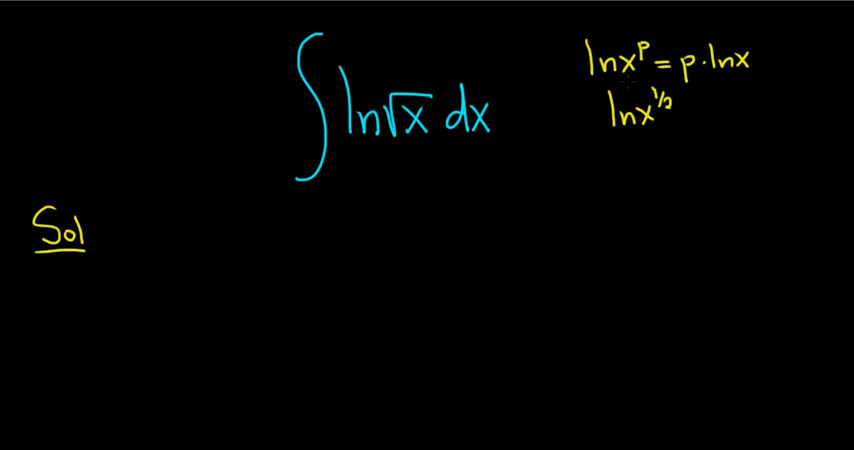 ∫ ln√x dx
lnx^p = p·lnx
lnx^1/2
Sol